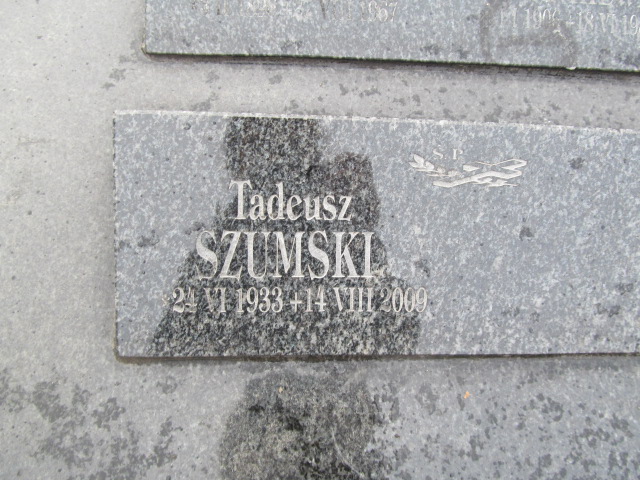 Ś. P.
Tadeusz
SZUMSKI
*24 VI 1933 +14 VIII 2009